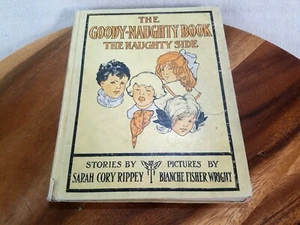 THE
GOODY-NAUGHTY BOOK
THE NAUGHTY SIDE
STORIES BY PICTURES BY
SARAH CORY RIPPEY BLANCHE FISHER WRIGHT